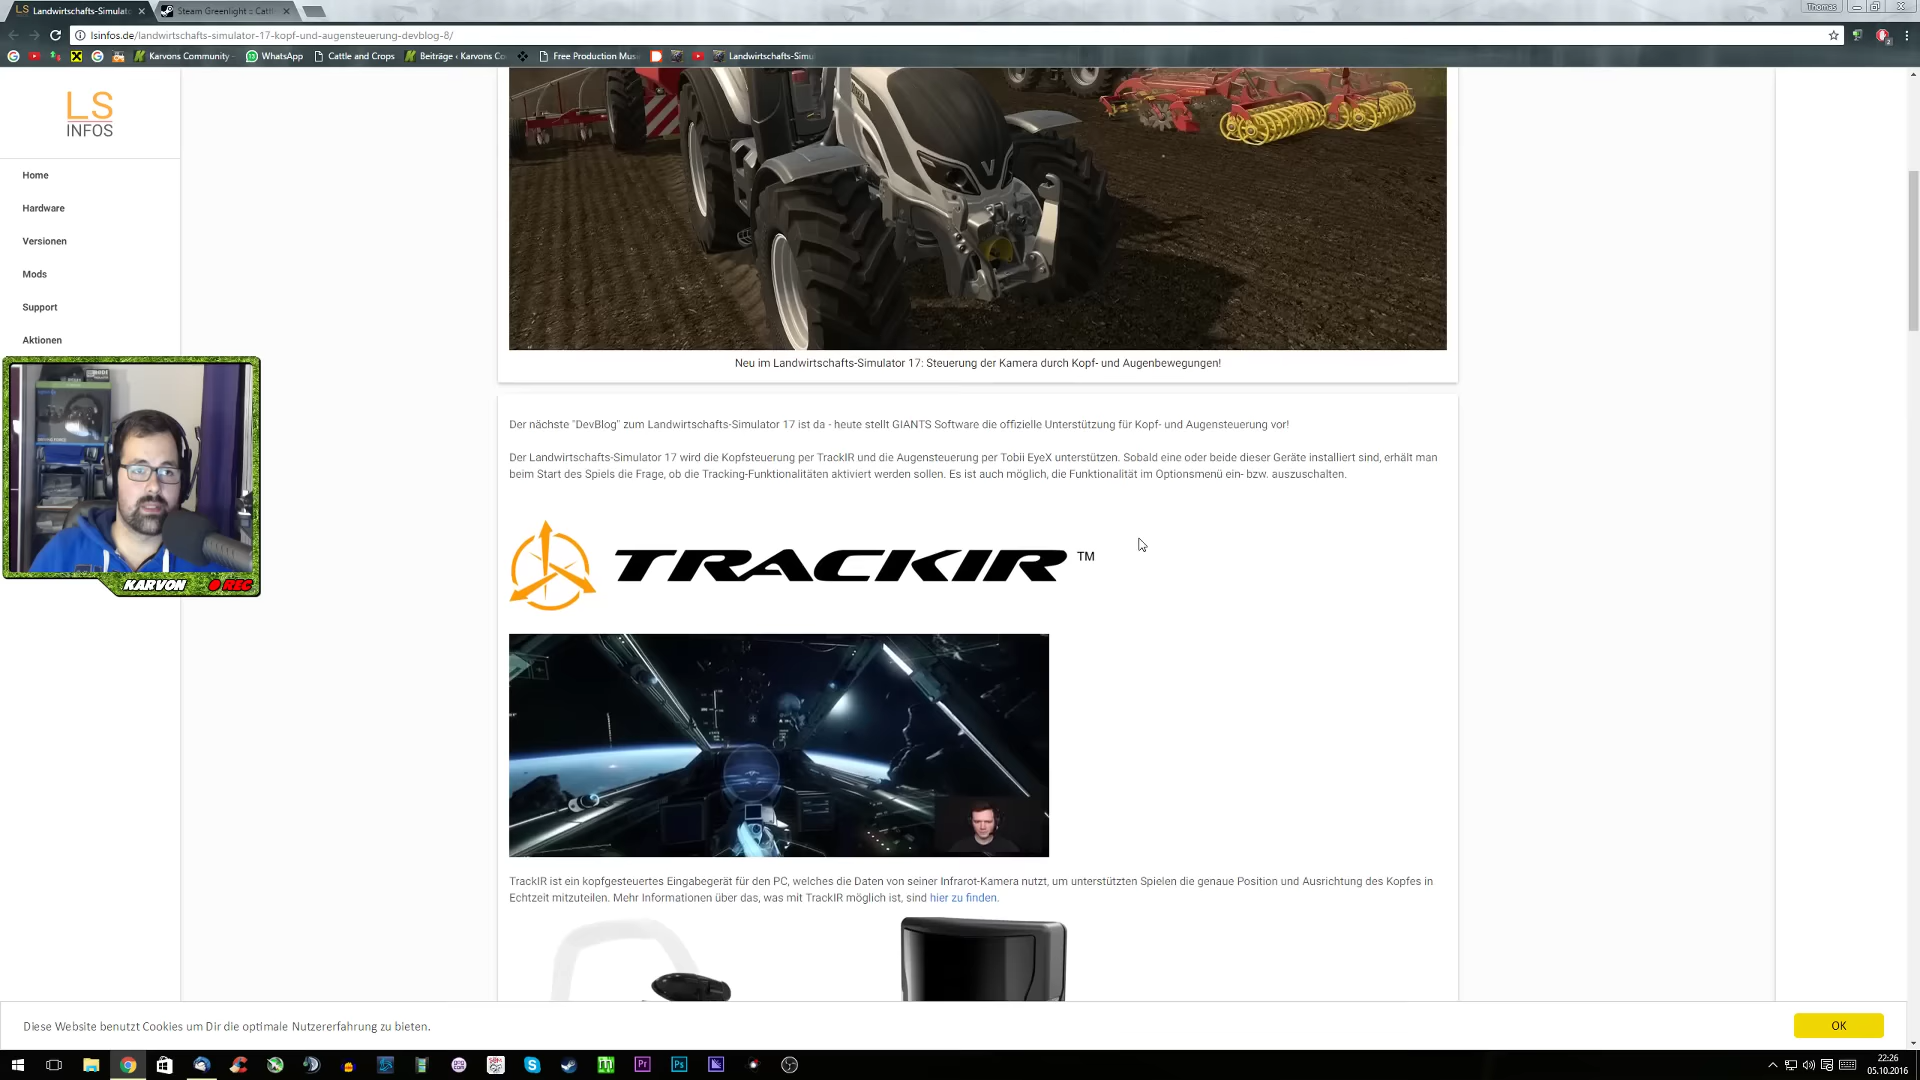 Landwirtschafts-Simulat
Steam Greenlight :: Cattl
Thomas
lsinfos.de/landwirtschafts-simulator-17-kopf-und-augensteuerung-devblog-8/
Karvons Community -
WhatsApp
Cattle and Crops
Beiträge ‹ Karvons Co
Free Production Mus
Landwirtschafts-Simu
LS
INFOS
Home
Hardware
Versionen
Mods
Support
Aktionen
KARVON
REC
Neu im Landwirtschafts-Simulator 17: Steuerung der Kamera durch Kopf- und Augenbewegungen!
Der nächste "DevBlog" zum Landwirtschafts-Simulator 17 ist da - heute stellt GIANTS Software die offizielle Unterstützung für Kopf- und Augensteuerung vor!
Der Landwirtschafts-Simulator 17 wird die Kopfsteuerung per TrackIR und die Augensteuerung per Tobii EyeX unterstützen. Sobald eine oder beide dieser Geräte installiert sind, erhält man
beim Start des Spiels die Frage, ob die Tracking-Funktionalitäten aktiviert werden sollen. Es ist auch möglich, die Funktionalität im Optionsmenü ein- bzw. auszuschalten.
TRACKIR ™
TrackIR ist ein kopfgesteuertes Eingabegerät für den PC, welches die Daten von seiner Infrarot-Kamera nutzt, um unterstützten Spielen die genaue Position und Ausrichtung des Kopfes in
Echtzeit mitzuteilen. Mehr Informationen über das, was mit TrackIR möglich ist, sind hier zu finden.
Diese Website benutzt Cookies um Dir die optimale Nutzererfahrung zu bieten.
OK
22:26
05.10.2016